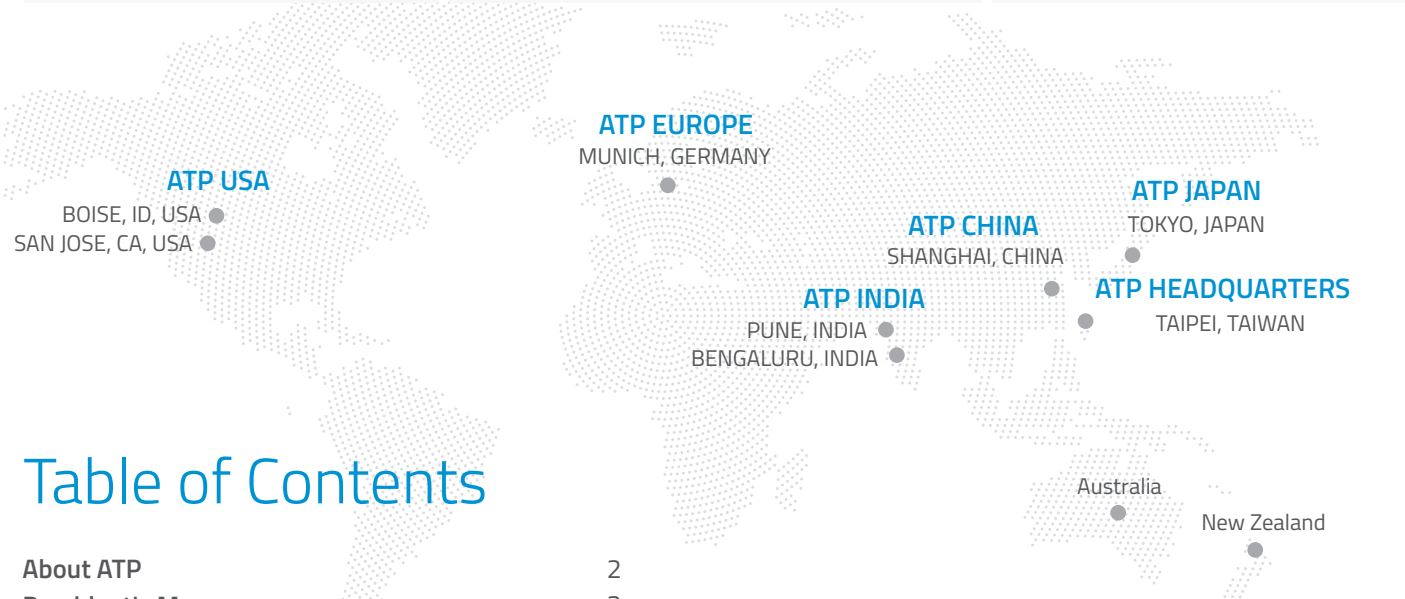 ATP EUROPE
MUNICH, GERMANY
ATP USA
BOISE, ID, USA
SAN JOSE, CA, USA
ATP JAPAN
TOKYO, JAPAN
ATP CHINA
SHANGHAI, CHINA
ATP HEADQUARTERS
TAIPEI, TAIWAN
ATP INDIA
PUNE, INDIA
BENGALURU, INDIA
Table of Contents
Australia
New Zealand
About ATP 2